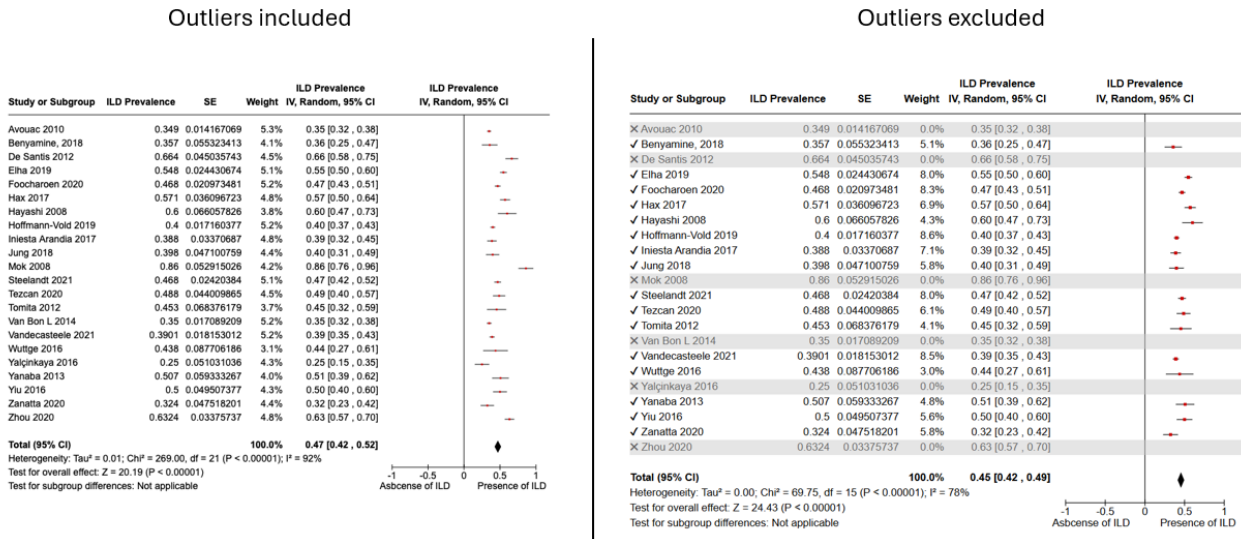 Outliers included
ILD Prevalence ILD Prevalence
Study or Subgroup ILD Prevalence SE Weight IV, Random, 95% CI IV, Random, 95% CI
Avouac 2010 0.349 0.014167069 5.3% 0.35 [0.32 , 0.38]
Benyamine, 2018 0.357 0.055323413 4.1% 0.36 [0.25 , 0.47]
De Santis 2012 0.664 0.045035743 4.5% 0.66 [0.58 , 0.75]
Elha 2019 0.548 0.024430674 5.1% 0.55 [0.50 , 0.60]
Foocharoen 2020 0.468 0.020973481 5.2% 0.47 [0.43 , 0.51]
Hax 2017 0.571 0.036096723 4.8% 0.57 [0.50 , 0.64]
Hayashi 2008 0.6 0.066057826 3.8% 0.60 [0.47 , 0.73]
Hoffmann-Vold 2019 0.4 0.017160377 5.2% 0.40 [0.37 , 0.43]
Iniesta Arandia 2017 0.388 0.03370687 4.8% 0.39 [0.32 , 0.45]
Jung 2018 0.398 0.047100759 4.4% 0.40 [0.31 , 0.49]
Mok 2008 0.86 0.052915026 4.2% 0.86 [0.76 , 0.96]
Steelandt 2021 0.468 0.02420384 5.1% 0.47 [0.42 , 0.52]
Tezcan 2020 0.488 0.044009865 4.5% 0.49 [0.40 , 0.57]
Tomita 2012 0.453 0.068376179 3.7% 0.45 [0.32 , 0.59]
Van Bon L 2014 0.35 0.017089209 5.2% 0.35 [0.32 , 0.38]
Vandecasteele 2021 0.3901 0.018153012 5.2% 0.39 [0.35 , 0.43]
Wuttge 2016 0.438 0.087706186 3.1% 0.44 [0.27 , 0.61]
Yalçinkaya 2016 0.25 0.051031036 4.3% 0.25 [0.15 , 0.35]
Yanaba 2013 0.507 0.059333267 4.0% 0.51 [0.39 , 0.62]
Yiu 2016 0.5 0.049507377 4.3% 0.50 [0.40 , 0.60]
Zanatta 2020 0.324 0.047518201 4.4% 0.32 [0.23 , 0.42]
Zhou 2020 0.6324 0.03375737 4.8% 0.63 [0.57 , 0.70]
Total (95% CI) 100.0% 0.47 [0.42 , 0.52]
Heterogeneity: Tau² = 0.01; Chi² = 269.00, df = 21 (P < 0.00001); I² = 92%
Test for overall effect: Z = 20.19 (P < 0.00001)
Test for subgroup differences: Not applicable
-1 -0.5 0 0.5 1
Asbcense of ILD Presence of ILD
Outliers excluded
ILD Prevalence ILD Prevalence
Study or Subgroup ILD Prevalence SE Weight IV, Random, 95% CI IV, Random, 95% CI
✕ Avouac 2010 0.349 0.014167069 0.0% 0.35 [0.32 , 0.38]
✓ Benyamine, 2018 0.357 0.055323413 5.1% 0.36 [0.25 , 0.47]
✕ De Santis 2012 0.664 0.045035743 0.0% 0.66 [0.58 , 0.75]
✓ Elha 2019 0.548 0.024430674 8.0% 0.55 [0.50 , 0.60]
✓ Foocharoen 2020 0.468 0.020973481 8.2% 0.47 [0.43 , 0.51]
✓ Hax 2017 0.571 0.036096723 6.8% 0.57 [0.50 , 0.64]
✓ Hayashi 2008 0.6 0.066057826 4.3% 0.60 [0.47 , 0.73]
✓ Hoffmann-Vold 2019 0.4 0.017160377 8.6% 0.40 [0.37 , 0.43]
✓ Iniesta Arandia 2017 0.388 0.03370687 7.1% 0.39 [0.32 , 0.45]
✓ Jung 2018 0.398 0.047100759 5.8% 0.40 [0.31 , 0.49]
✕ Mok 2008 0.86 0.052915026 0.0% 0.86 [0.76 , 0.96]
✓ Steelandt 2021 0.468 0.02420384 8.0% 0.47 [0.42 , 0.52]
✓ Tezcan 2020 0.488 0.044009865 6.1% 0.49 [0.40 , 0.57]
✓ Tomita 2012 0.453 0.068376179 4.1% 0.45 [0.32 , 0.59]
✕ Van Bon L 2014 0.35 0.017089209 0.0% 0.35 [0.32 , 0.38]
✓ Vandecasteele 2021 0.3901 0.018153012 8.5% 0.39 [0.35 , 0.43]
✓ Wuttge 2016 0.438 0.087706186 3.0% 0.44 [0.27 , 0.61]
✕ Yalçinkaya 2016 0.25 0.051031036 0.0% 0.25 [0.15 , 0.35]
✓ Yanaba 2013 0.507 0.059333267 4.8% 0.51 [0.39 , 0.62]
✓ Yiu 2016 0.5 0.049507377 5.6% 0.50 [0.40 , 0.60]
✓ Zanatta 2020 0.324 0.047518201 5.8% 0.32 [0.23 , 0.42]
✕ Zhou 2020 0.6324 0.03375737 0.0% 0.63 [0.57 , 0.70]
Total (95% CI) 100.0% 0.45 [0.42 , 0.49]
Heterogeneity: Tau² = 0.00; Chi² = 69.75, df = 15 (P < 0.00001); I² = 78%
Test for overall effect: Z = 24.43 (P < 0.00001)
Test for subgroup differences: Not applicable
-1 -0.5 0 0.5 1
Asbcense of ILD Presence of ILD